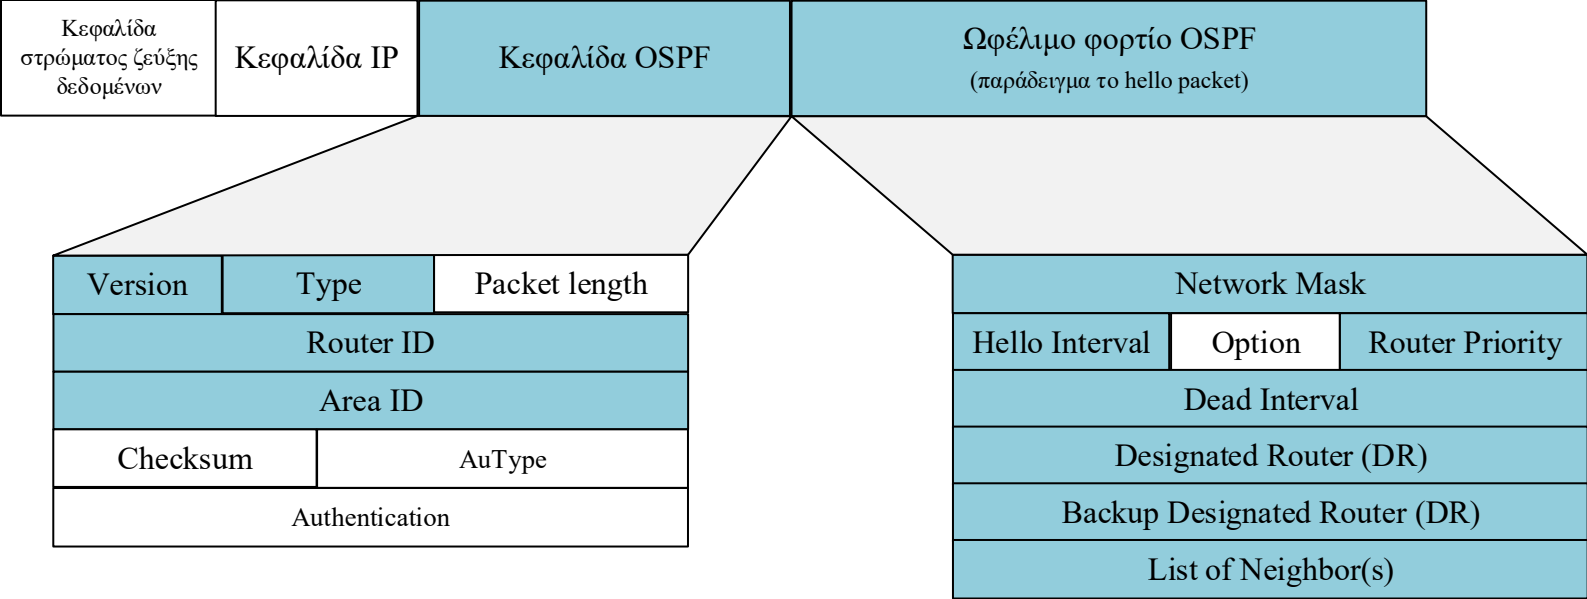 Κεφαλίδα
στρώματος ζεύξης
δεδομένων
Κεφαλίδα IP
Κεφαλίδα OSPF
Ωφέλιμο φορτίο OSPF
(παράδειγμα το hello packet)
Version
Type
Packet length
Router ID
Area ID
Checksum
AuType
Authentication
Network Mask
Hello Interval
Option
Router Priority
Dead Interval
Designated Router (DR)
Backup Designated Router (DR)
List of Neighbor(s)